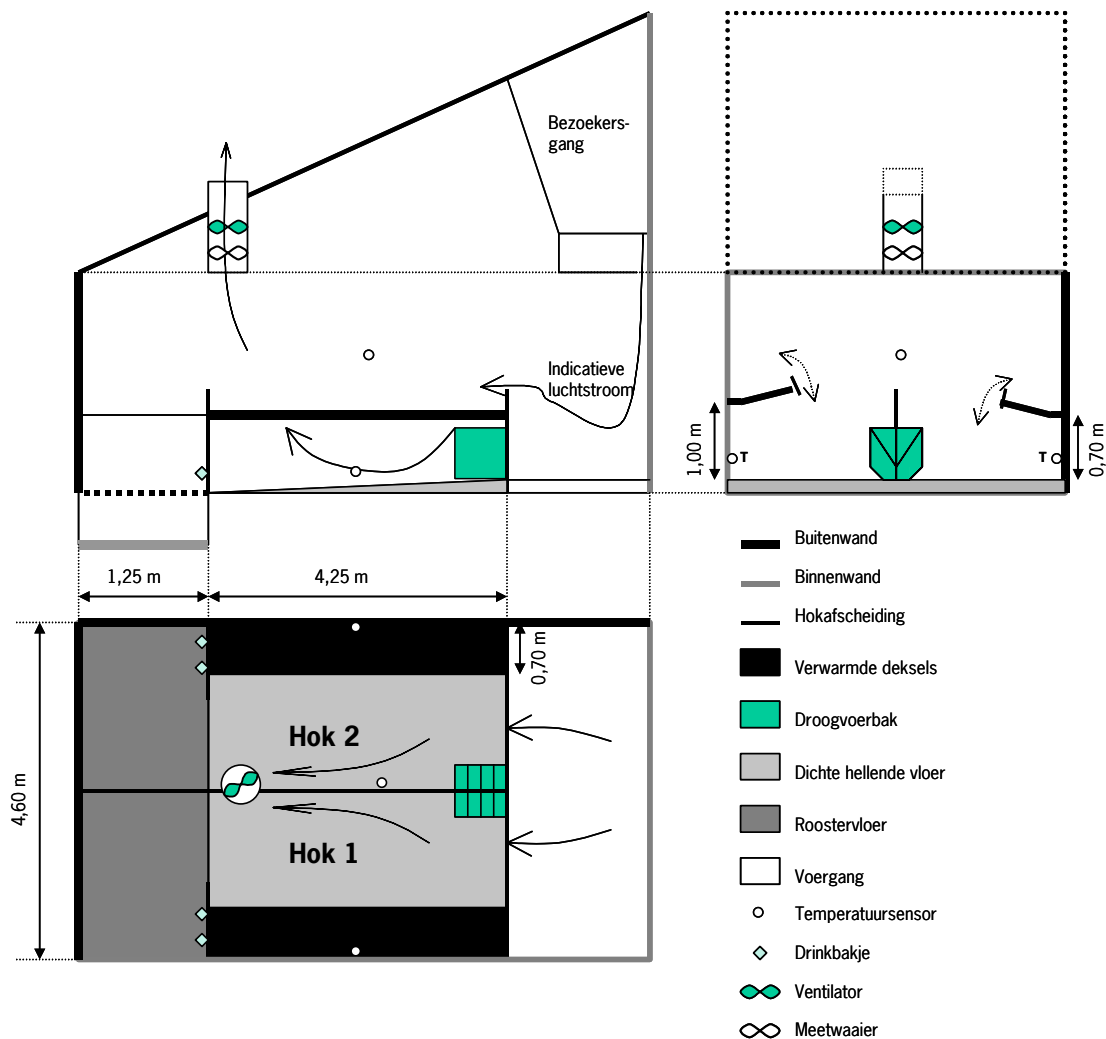 Bezoekers-
gang
Indicatieve
luchtstroom
1,00 m
T
T
0,70 m
1,25 m
4,25 m
0,70 m
4,60 m
Hok 2
Hok 1
Buitenwand
Binnenwand
Hokafscheiding
Verwarmde deksels
Droogvoerbak
Dichte hellende vloer
Roostervloer
Voergang
Temperatuursensor
Drinkbakje
Ventilator
Meetwaaier